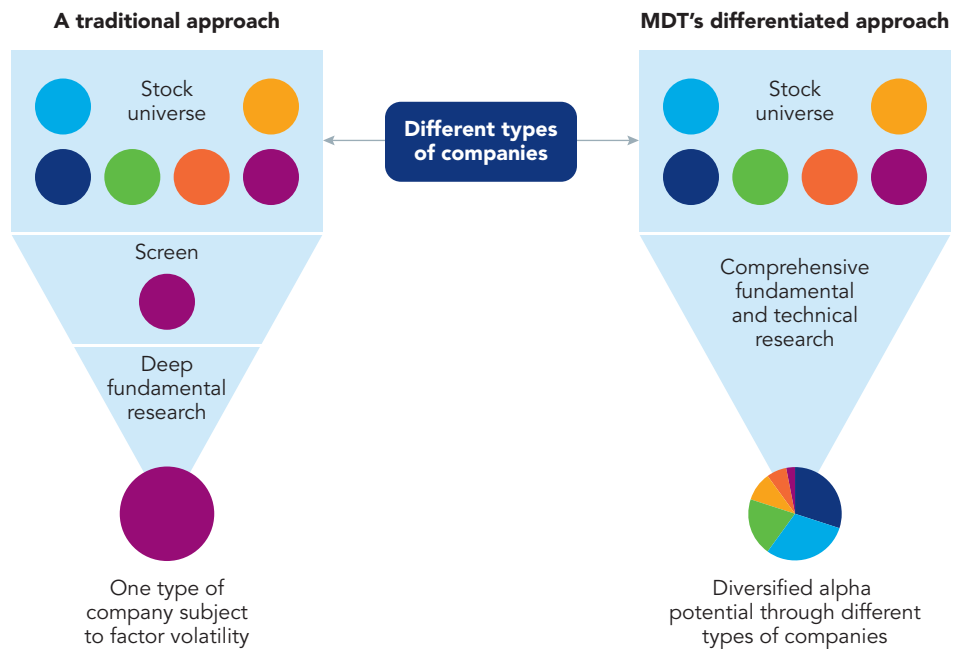 A traditional approach
Stock
universe
Screen
Deep
fundamental
research
One type of
company subject
to factor volatility
Different types
of companies
MDT’s differentiated approach
Stock
universe
Comprehensive
fundamental
and technical
research
Diversified alpha
potential through different
types of companies